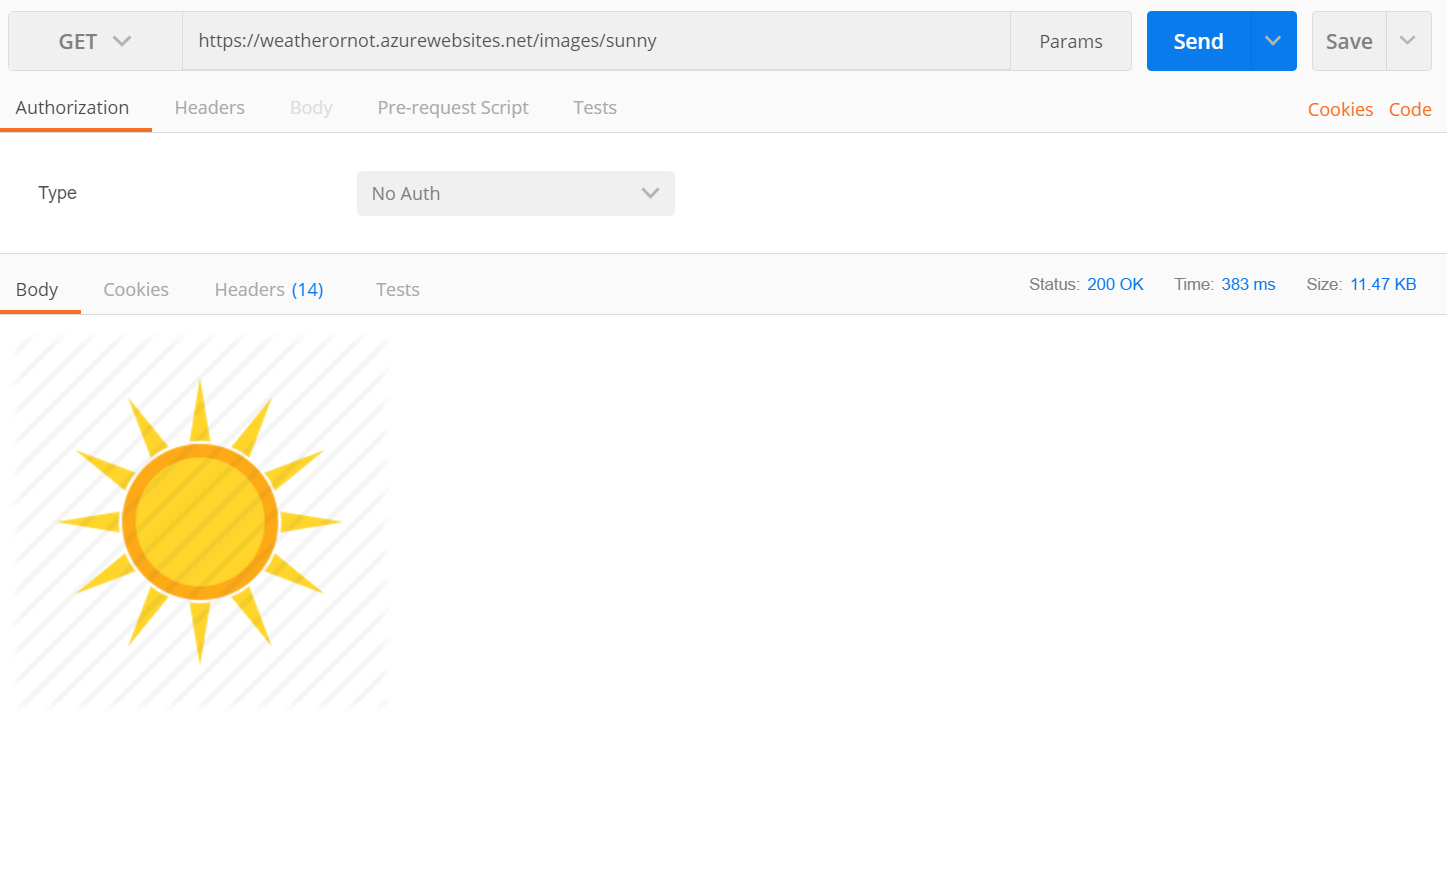 GET https://weatherornot.azurewebsites.net/images/sunny Params Send Save
Authorization Headers Body Pre-request Script Tests Cookies Code
Type No Auth
Body Cookies Headers (14) Tests Status: 200 OK Time: 383 ms Size: 11.47 KB